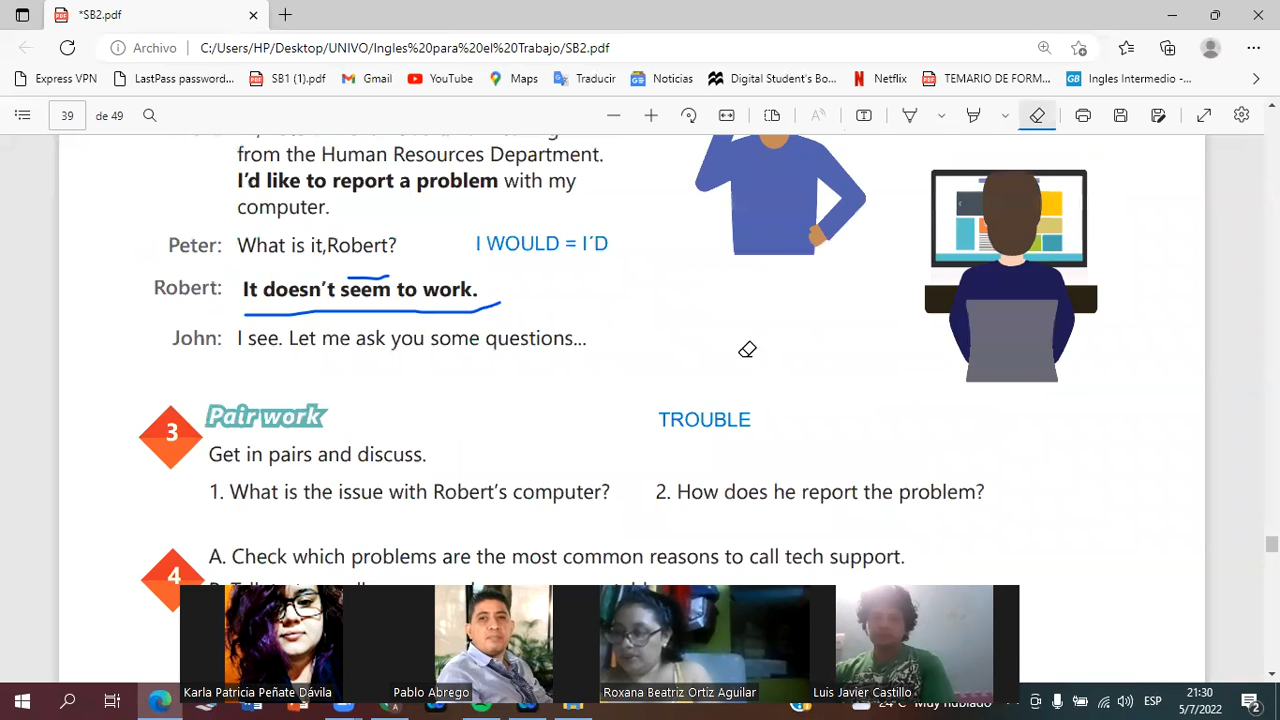 *SB2.pdf
Archivo C:/Users/HP/Desktop/UNIVO/Ingles%20para%20el%20Trabajo/SB2.pdf
Express VPN LastPass password... SB1 (1).pdf Gmail YouTube Maps Traducir Noticias Digital Student's Bo... Netflix TEMARIO DE FORM... Ingles Intermedio -...
39 de 49
from the Human Resources Department.
I'd like to report a problem with my
computer.
Peter: What is it,Robert? I WOULD = I´D
Robert: It doesn't seem to work.
John: I see. Let me ask you some questions...
3 Pair work TROUBLE
Get in pairs and discuss.
1. What is the issue with Robert's computer? 2. How does he report the problem?
4 A. Check which problems are the most common reasons to call tech support.
Karla Patricia Peñate Dávila Pablo Abrego Roxana Beatriz Ortiz Aguilar Luis Javier Castillo
24°C Muy nublado ESP 21:30
5/7/2022 2